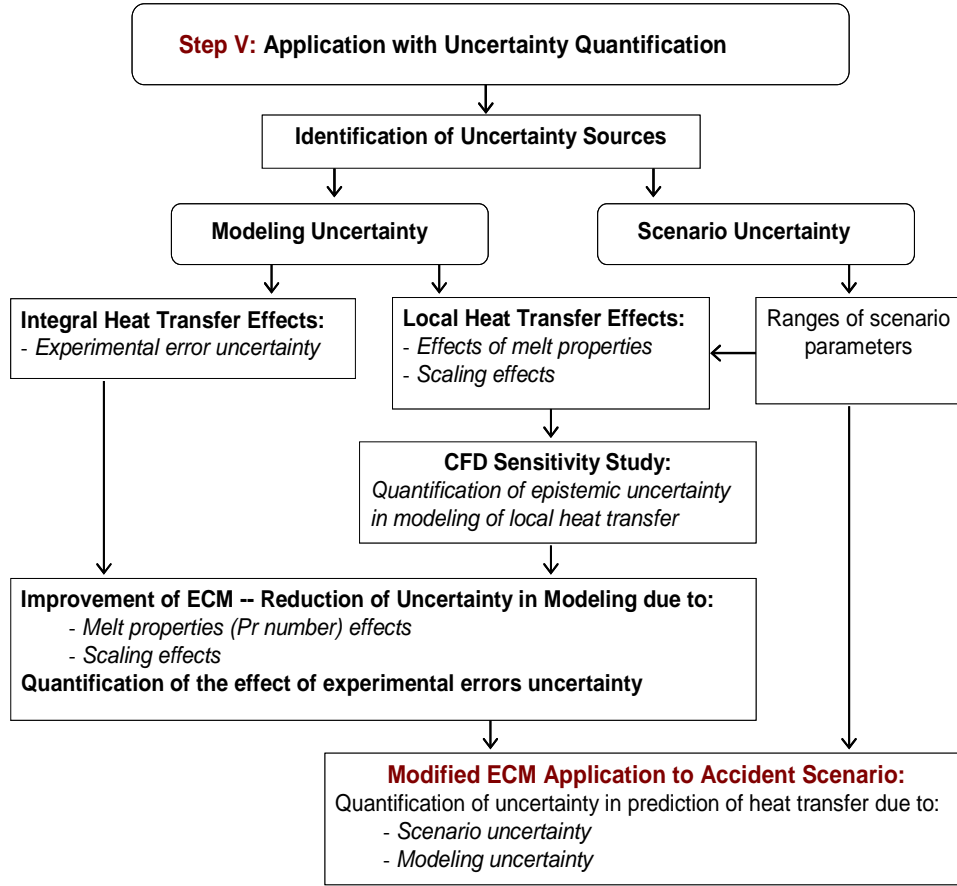 Step V: Application with Uncertainty Quantification
Identification of Uncertainty Sources
Modeling Uncertainty
Scenario Uncertainty
Integral Heat Transfer Effects:
- Experimental error uncertainty
Local Heat Transfer Effects:
- Effects of melt properties
- Scaling effects
Ranges of scenario
parameters
CFD Sensitivity Study:
Quantification of epistemic uncertainty
in modeling of local heat transfer
Improvement of ECM -- Reduction of Uncertainty in Modeling due to:
- Melt properties (Pr number) effects
- Scaling effects
Quantification of the effect of experimental errors uncertainty
Modified ECM Application to Accident Scenario:
Quantification of uncertainty in prediction of heat transfer due to:
- Scenario uncertainty
- Modeling uncertainty